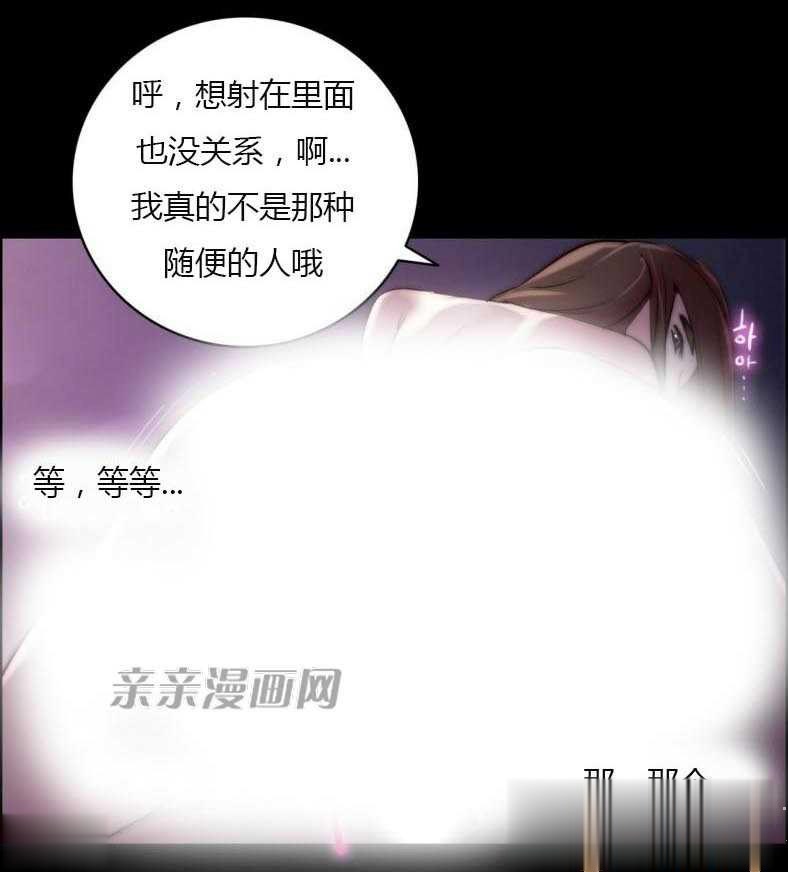 呼，想射在里面
也没关系，啊...
我真的不是那种
随便的人哦
하
아
等，等等...
亲亲漫画网
那